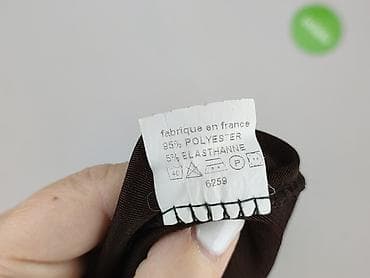 fabrique en france
95% POLYESTER
5% ELASTHANNE
40 P
6259